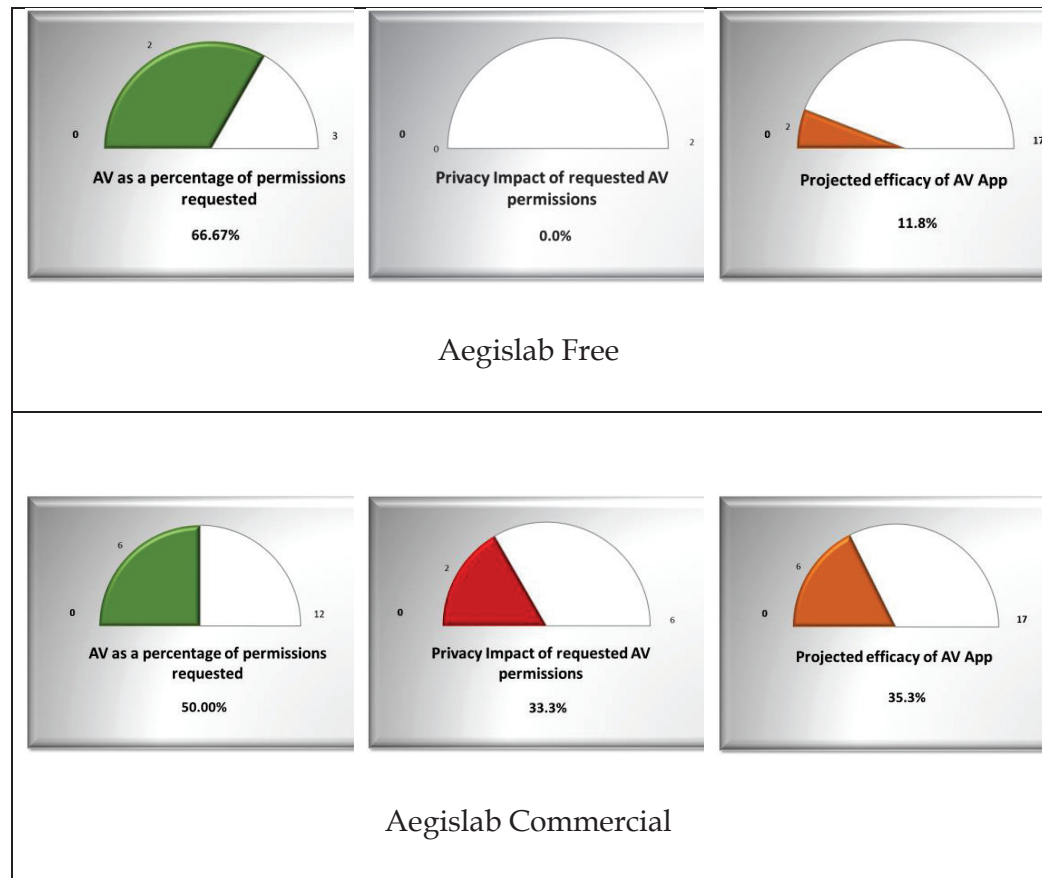 2
0
3
AV as a percentage of permissions
requested
66.67%
0
0
2
Privacy Impact of requested AV
permissions
0.0%
0
2
17
Projected efficacy of AV App
11.8%
Aegislab Free
6
0
12
AV as a percentage of permissions
requested
50.00%
2
0
6
Privacy Impact of requested AV
permissions
33.3%
6
0
17
Projected efficacy of AV App
35.3%
Aegislab Commercial